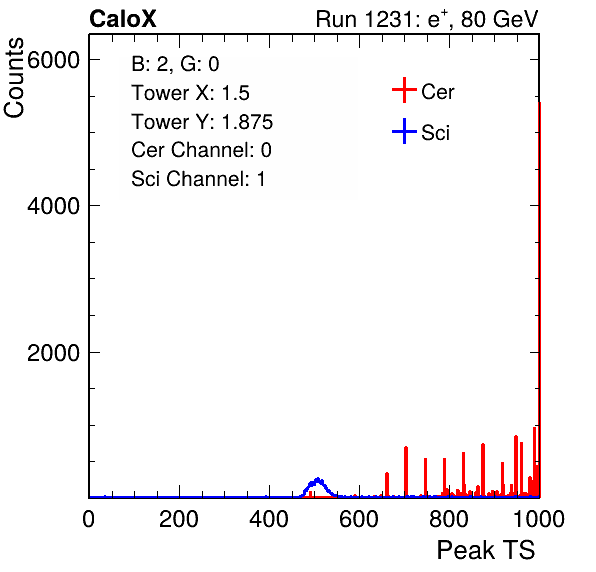 CaloX Run 1231: e+, 80 GeV
Counts
6000
4000
2000
B: 2, G: 0
Tower X: 1.5
Tower Y: 1.875
Cer Channel: 0
Sci Channel: 1
Cer
Sci
0 200 400 600 800 1000
Peak TS